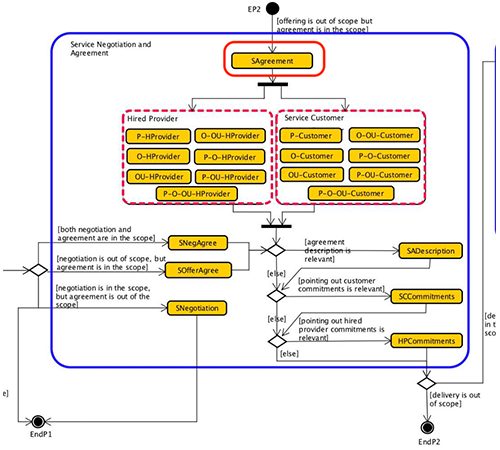 EP2
[offering is out of scope but
agreement is in the scope]
Service Negotiation and
Agreement
SAgreement
Hired Provider
P-HProvider
O-OU-HProvider
O-HProvider
P-O-HProvider
OU-HProvider
P-OU-HProvider
P-O-OU-HProvider
Service Customer
P-Customer
O-OU-Customer
O-Customer
P-O-Customer
OU-Customer
P-OU-Customer
P-O-OU-Customer
[both negotiation and
agreement are in the scope]
SNegAgree
[negotiation is out of scope, but
agreement is in the scope]
SOfferAgree
[negotiation is in the scope,
but agreement is out of the
scope]
SNegotiation
[agreement
description is
relevant]
SADescription
[else]
[pointing out customer
commitments is relevant]
SCCommitments
[else]
[pointing out hired
provider commitments is
relevant]
HPCommitments
[else]
[de
in t
sco
[delivery is out
of scope]
e]
EndP1
EndP2